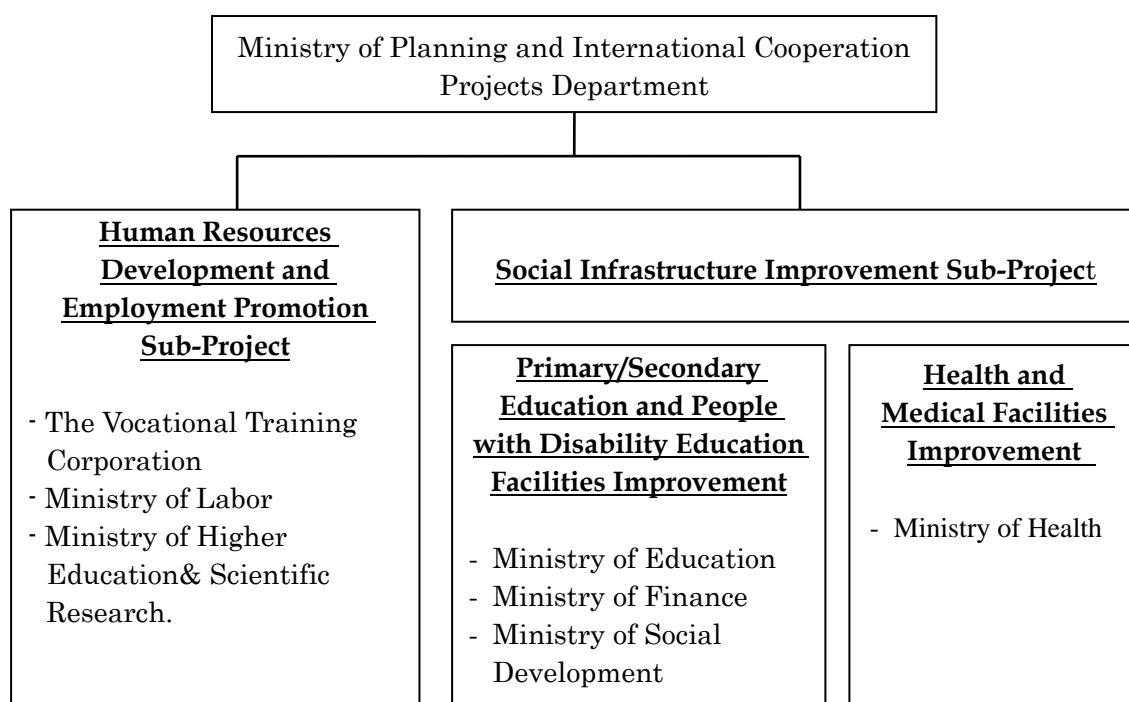 Ministry of Planning and International Cooperation
Projects Department
Human Resources
Development and
Employment Promotion
Sub-Project
- The Vocational Training
Corporation
- Ministry of Labor
- Ministry of Higher
Education& Scientific
Research.
Social Infrastructure Improvement Sub-Project
Primary/Secondary
Education and People
with Disability Education
Facilities Improvement
- Ministry of Education
- Ministry of Finance
- Ministry of Social
Development
Health and
Medical Facilities
Improvement
- Ministry of Health